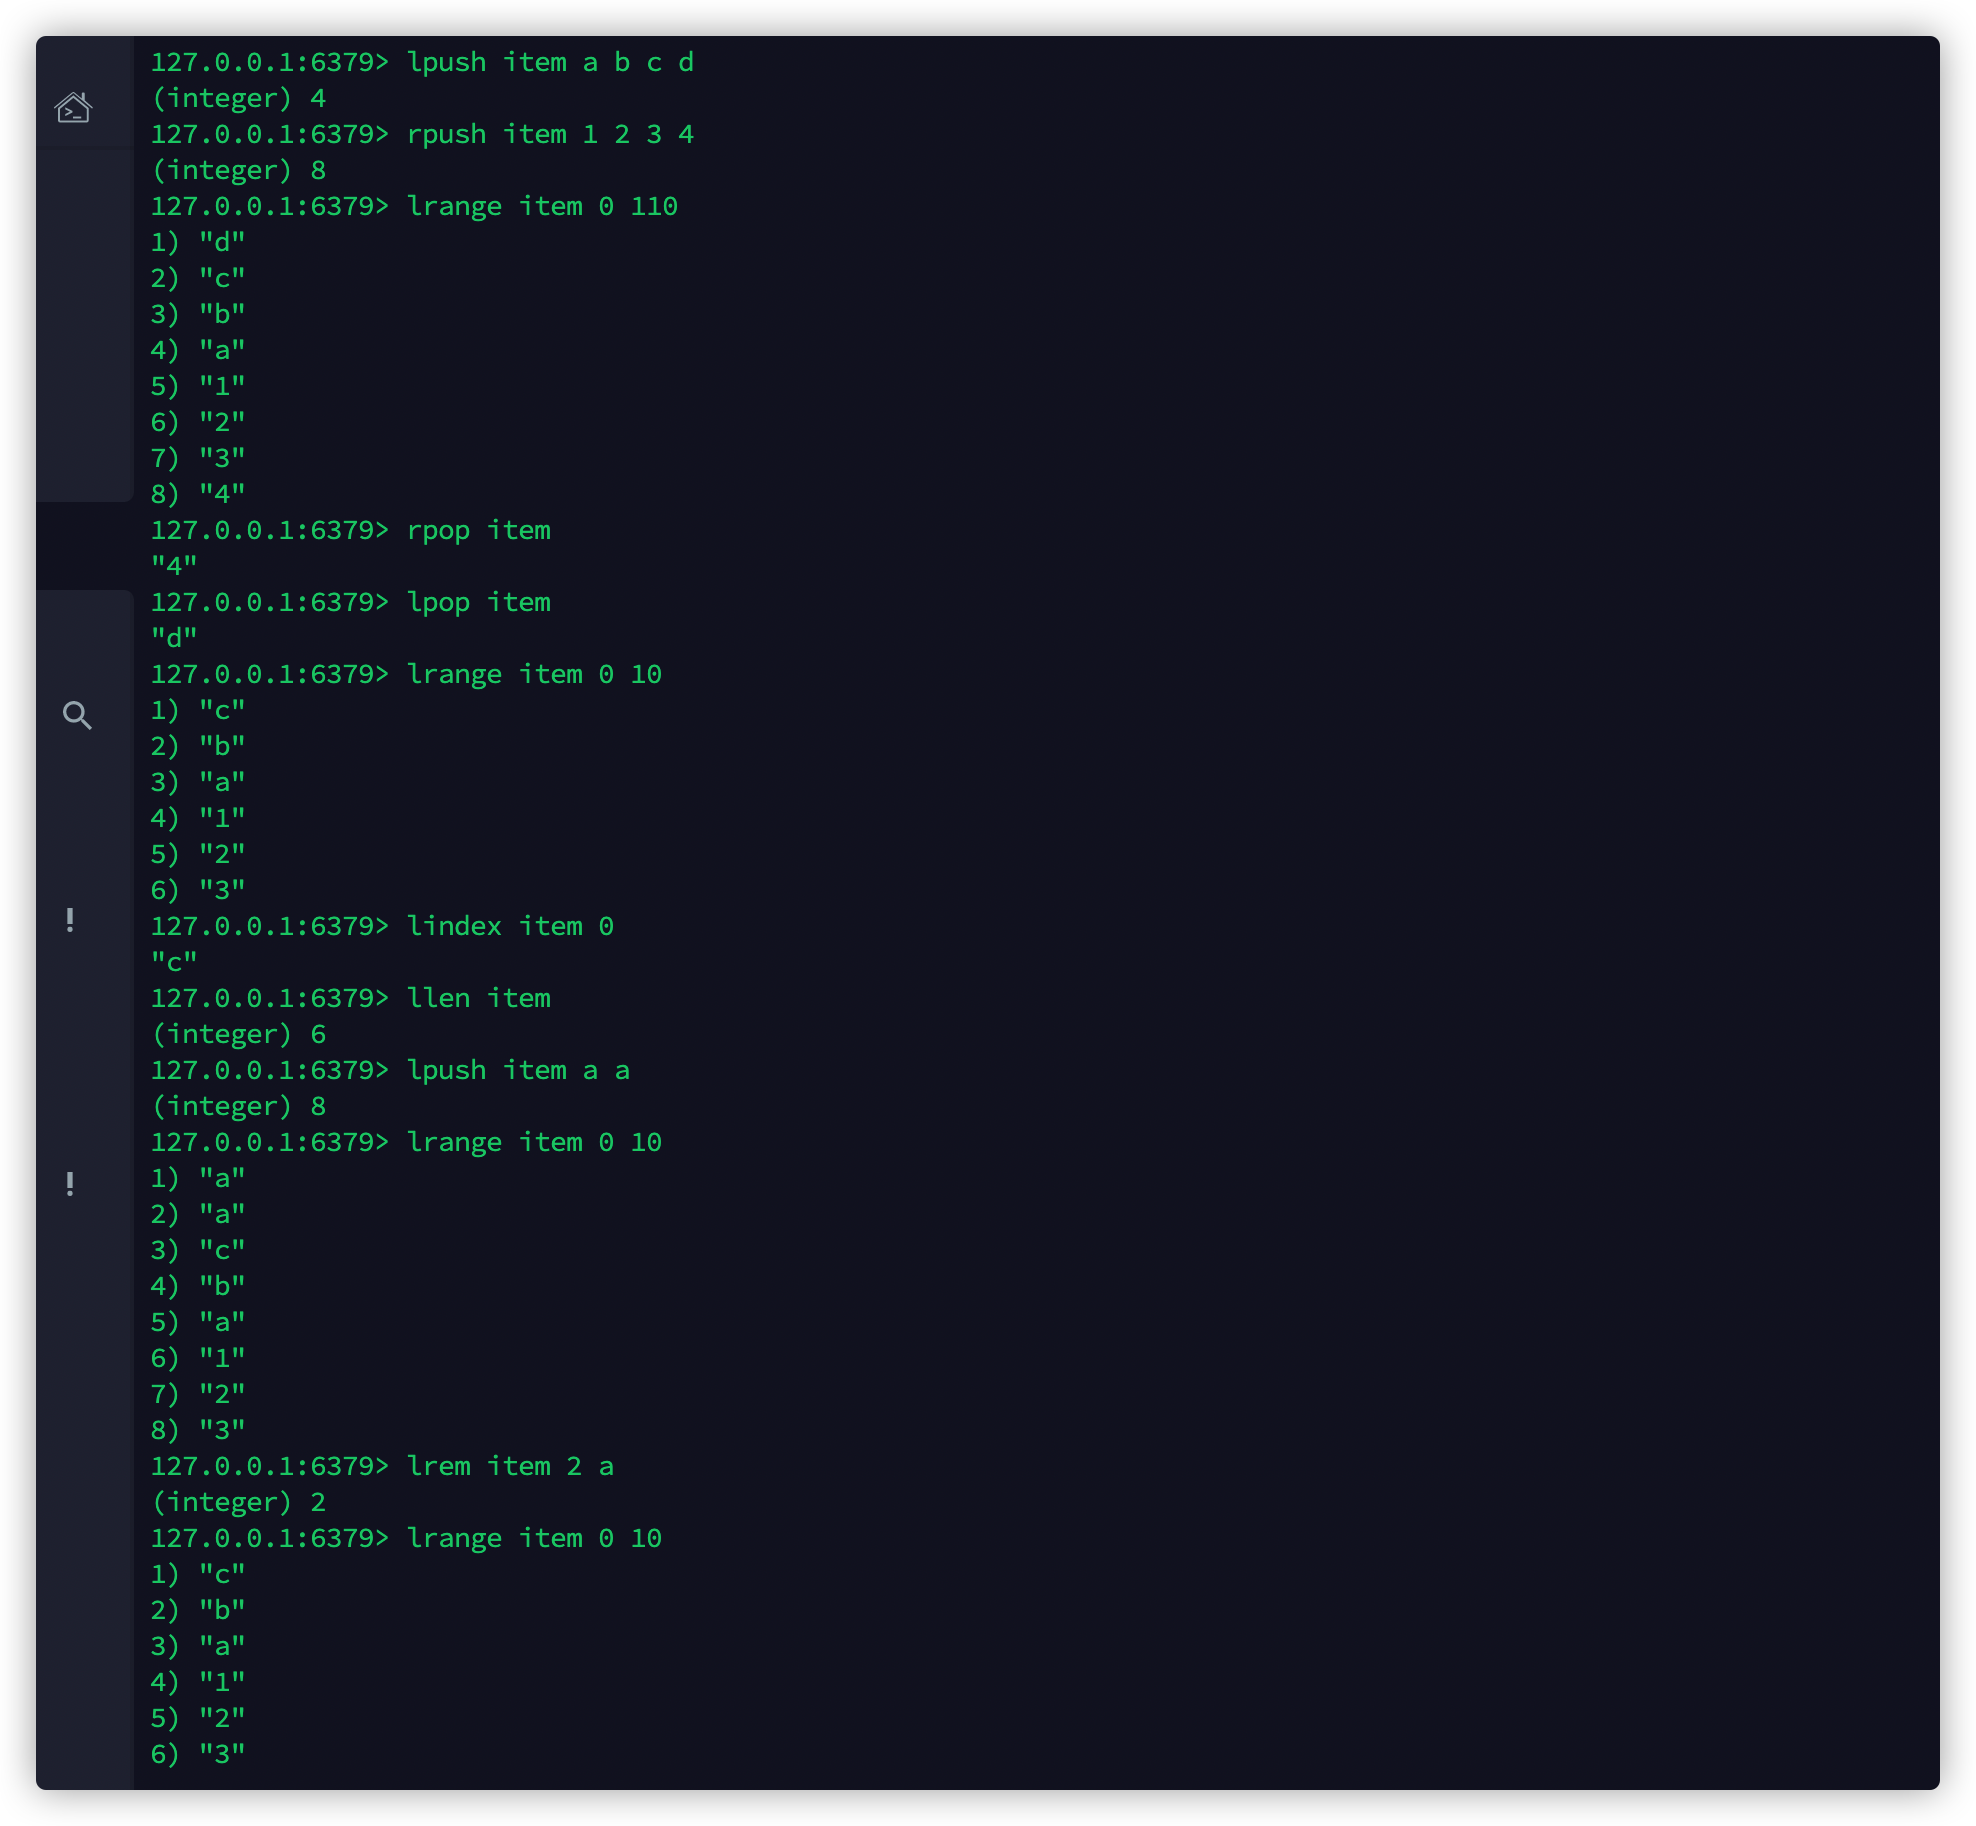 127.0.0.1:6379> lpush item a b c d
(integer) 4
127.0.0.1:6379> rpush item 1 2 3 4
(integer) 8
127.0.0.1:6379> lrange item 0 110
1) "d"
2) "c"
3) "b"
4) "a"
5) "1"
6) "2"
7) "3"
8) "4"
127.0.0.1:6379> rpop item
"4"
127.0.0.1:6379> lpop item
"d"
127.0.0.1:6379> lrange item 0 10
1) "c"
2) "b"
3) "a"
4) "1"
5) "2"
6) "3"
127.0.0.1:6379> lindex item 0
"c"
127.0.0.1:6379> llen item
(integer) 6
127.0.0.1:6379> lpush item a a
(integer) 8
127.0.0.1:6379> lrange item 0 10
1) "a"
2) "a"
3) "c"
4) "b"
5) "a"
6) "1"
7) "2"
8) "3"
127.0.0.1:6379> lrem item 2 a
(integer) 2
127.0.0.1:6379> lrange item 0 10
1) "c"
2) "b"
3) "a"
4) "1"
5) "2"
6) "3"